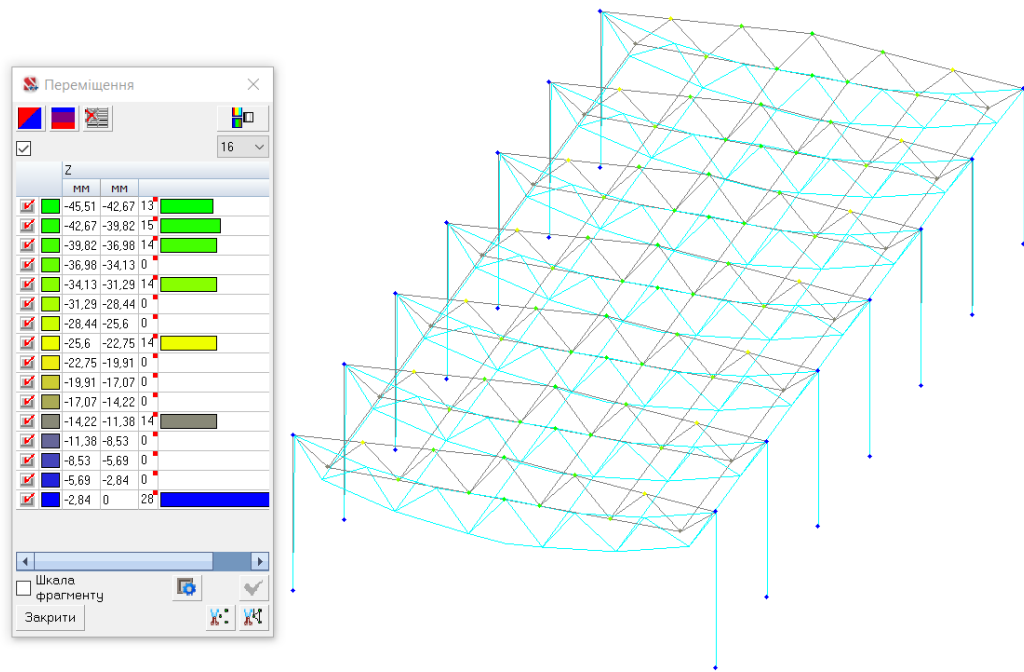 Переміщення
16
Z
мм мм
-45,51 -42,67 13
-42,67 -39,82 15
-39,82 -36,98 14
-36,98 -34,13 0
-34,13 -31,29 14
-31,29 -28,44 0
-28,44 -25,6 0
-25,6 -22,75 14
-22,75 -19,91 0
-19,91 -17,07 0
-17,07 -14,22 0
-14,22 -11,38 14
-11,38 -8,53 0
-8,53 -5,69 0
-5,69 -2,84 0
-2,84 0 28
Шкала
фрагменту
Закрити